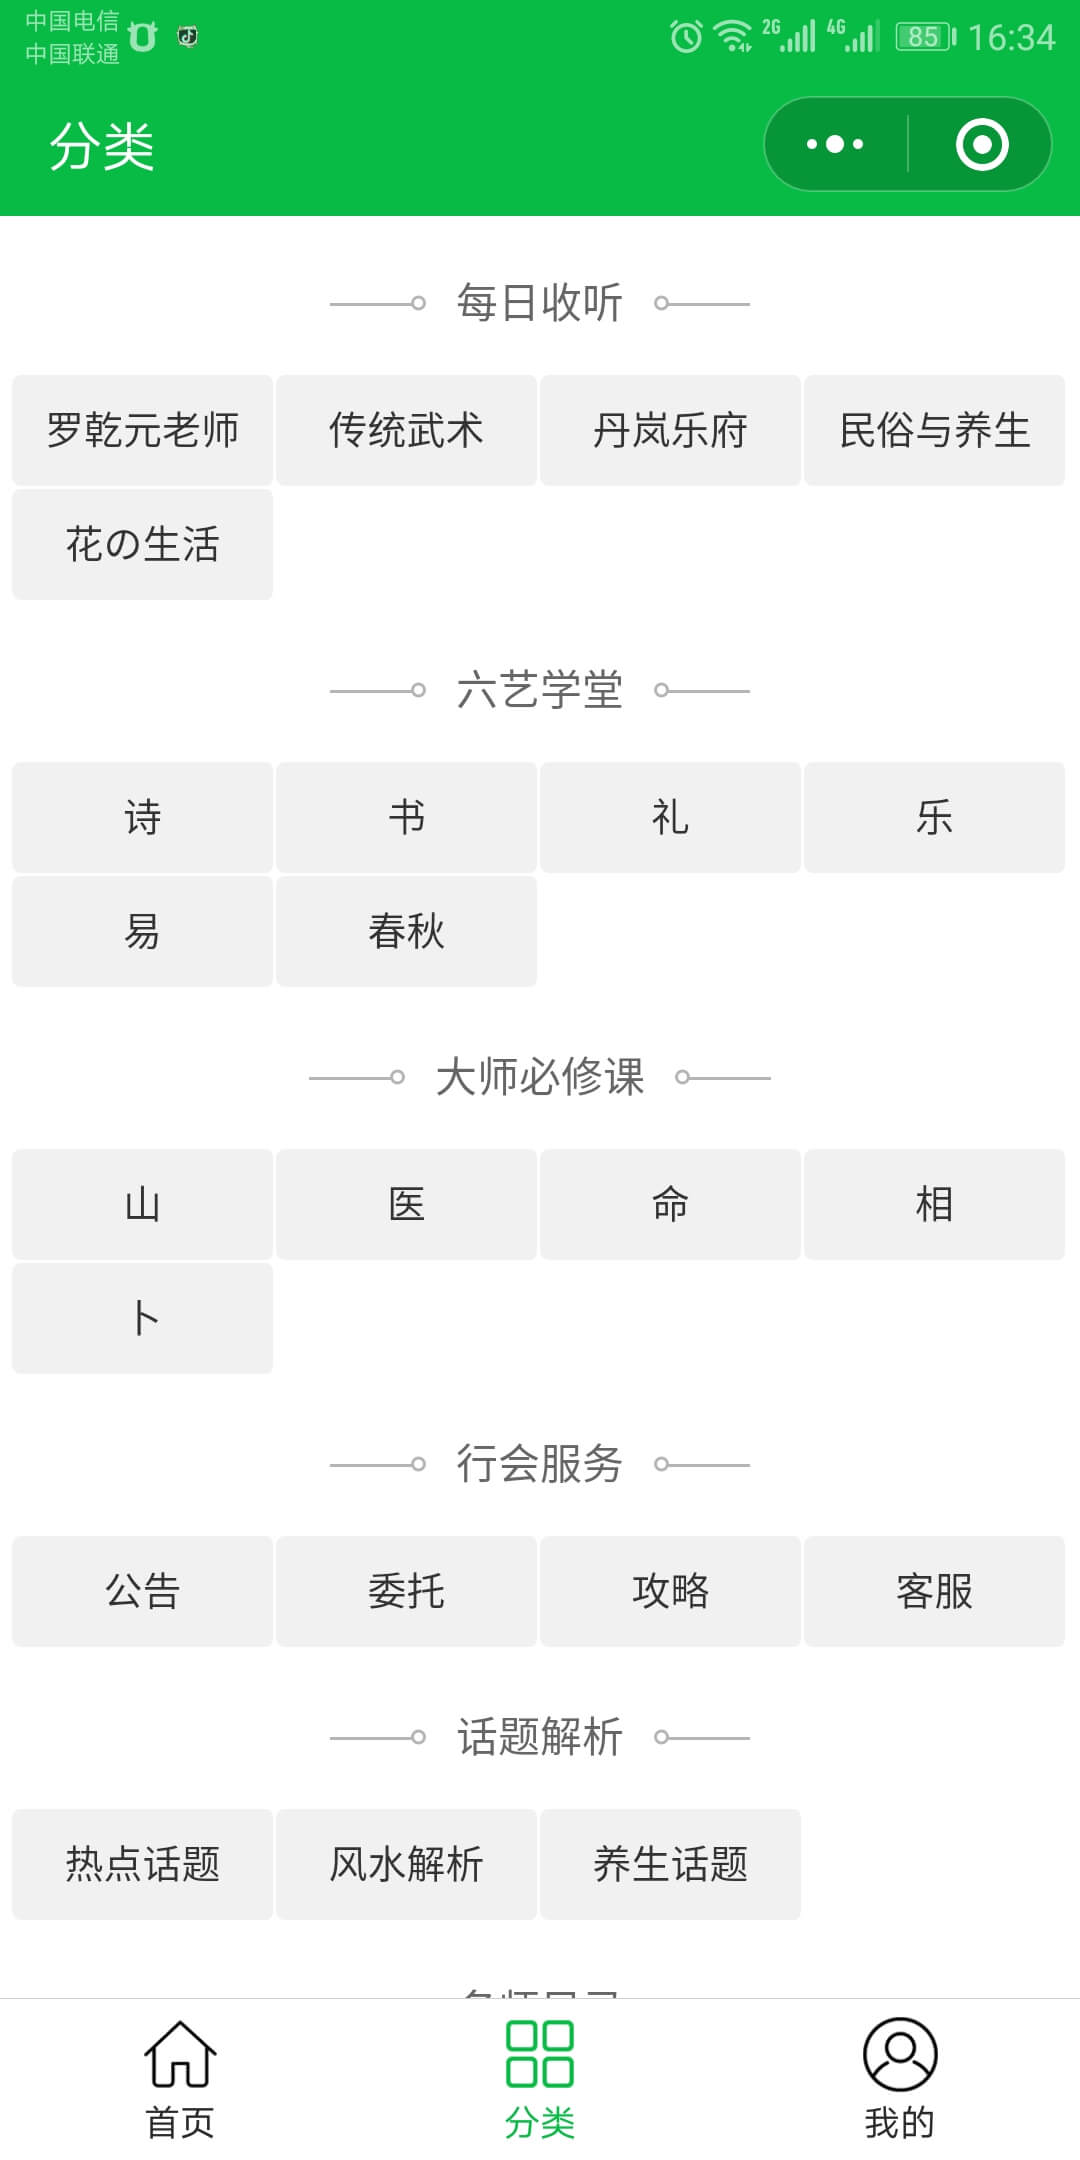 中国电信
中国联通
2G 4G 85 16:34
分类
每日收听
罗乾元老师 传统武术 丹岚乐府 民俗与养生
花の生活
六艺学堂
诗 书 礼 乐
易 春秋
大师必修课
山 医 命 相
卜
行会服务
公告 委托 攻略 客服
话题解析
热点话题 风水解析 养生话题
首页 分类 我的